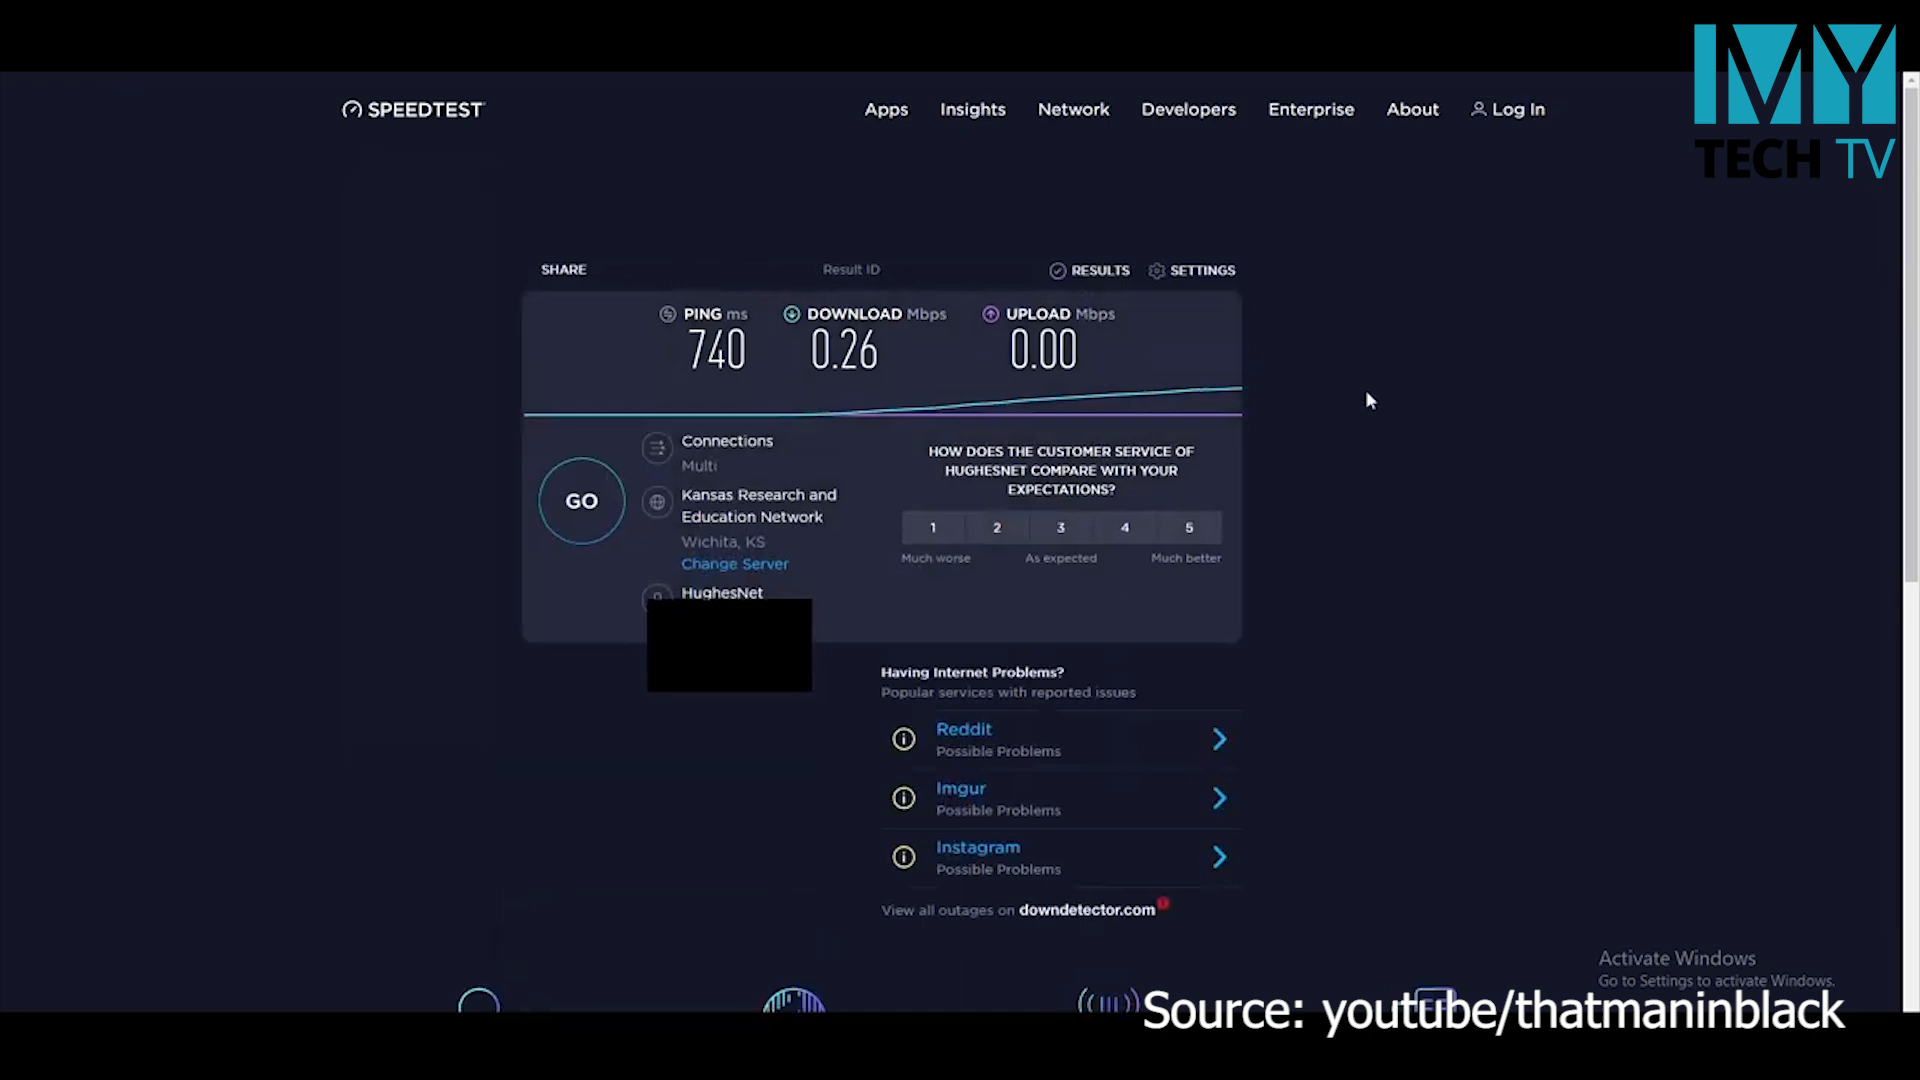 SPEEDTEST
Apps Insights Network Developers Enterprise About Log In
IVY
TECH TV
SHARE Result ID RESULTS SETTINGS
PING ms DOWNLOAD Mbps UPLOAD Mbps
740 0.26 0.00
GO
Connections
Multi
Kansas Research and
Education Network
Wichita, KS
Change Server
HughesNet
HOW DOES THE CUSTOMER SERVICE OF
HUGHESNET COMPARE WITH YOUR
EXPECTATIONS?
1 2 3 4 5
Much worse As expected Much better
Having Internet Problems?
Popular services with reported issues
Reddit
Possible Problems
Imgur
Possible Problems
Instagram
Possible Problems
View all outages on downdetector.com
Activate Windows
Go to Settings to activate Windows.
Source: youtube/thatmaninblack